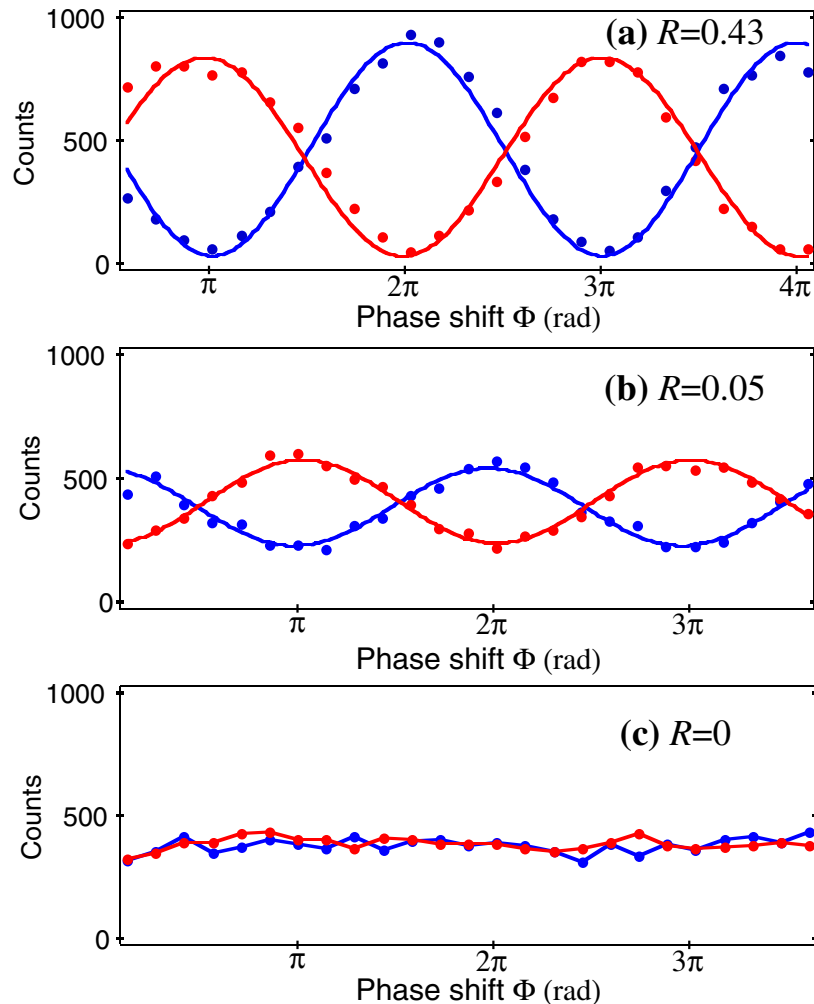 1000
(a) R=0.43
500
Counts
0
π
2π
3π
4π
Phase shift Φ (rad)
1000
(b) R=0.05
500
Counts
0
π
2π
3π
Phase shift Φ (rad)
1000
(c) R=0
500
Counts
0
π
2π
3π
Phase shift Φ (rad)